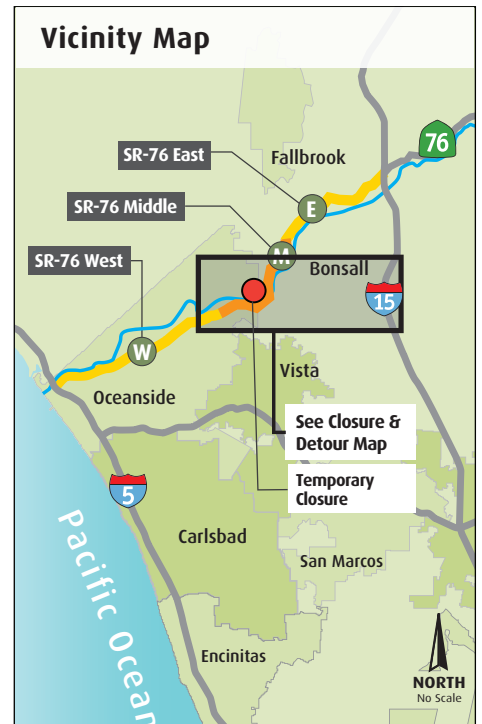 Vicinity Map
76
SR-76 East
Fallbrook
SR-76 Middle
E
M
SR-76 West
Bonsall
15
W
Vista
Oceanside
See Closure &
Detour Map
Temporary
Closure
5
Carlsbad
San Marcos
Pacific Ocean
Encinitas
NORTH
No Scale